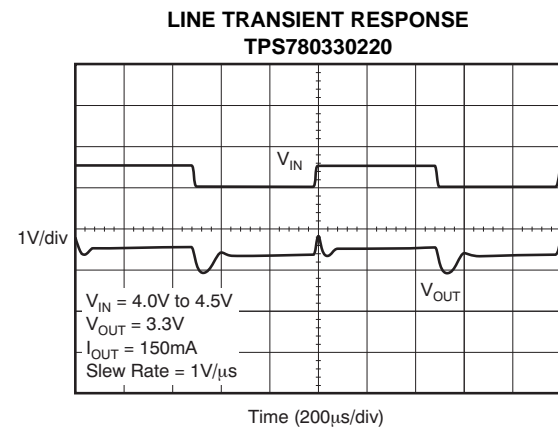 LINE TRANSIENT RESPONSE
TPS780330220
V_IN
1V/div
V_OUT
V_IN = 4.0V to 4.5V
V_OUT = 3.3V
I_OUT = 150mA
Slew Rate = 1V/μs
Time (200μs/div)